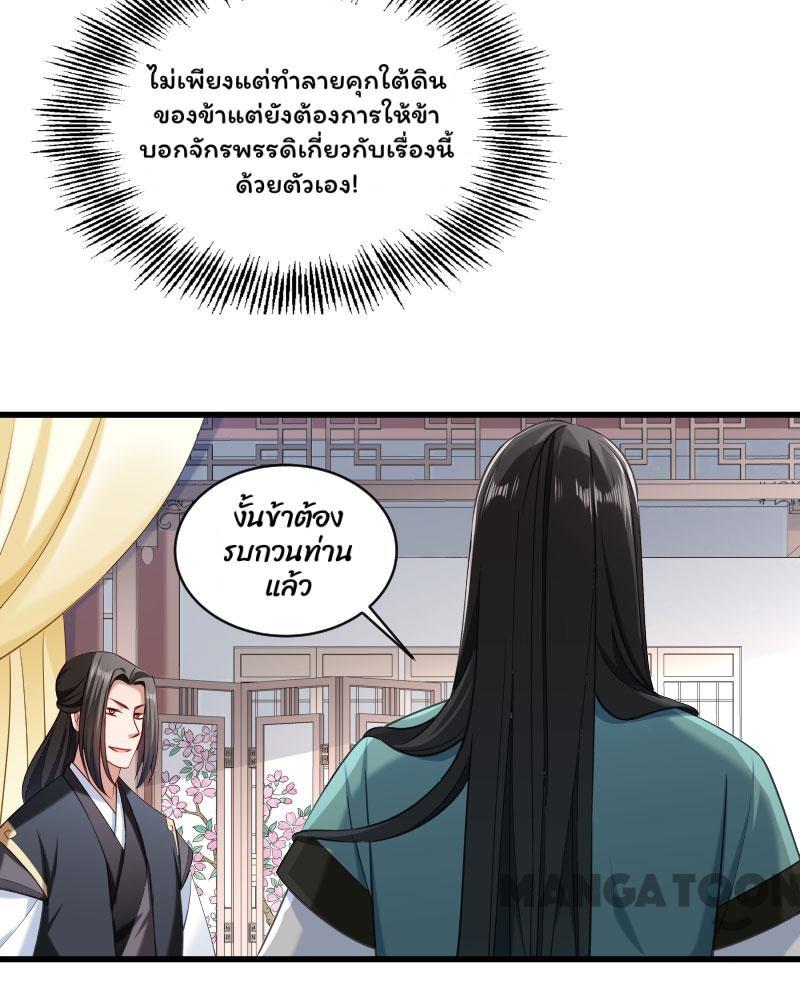 ไม่เพียงแต่ทำลายคุกใต้ดิน
ของข้าแต่ยังต้องการให้ข้า
บอกจักรพรรดิเกี่ยวกับเรื่องนี้
ด้วยตัวเอง!
งั้นข้าต้อง
รบกวนท่าน
แล้ว
MANGATOON